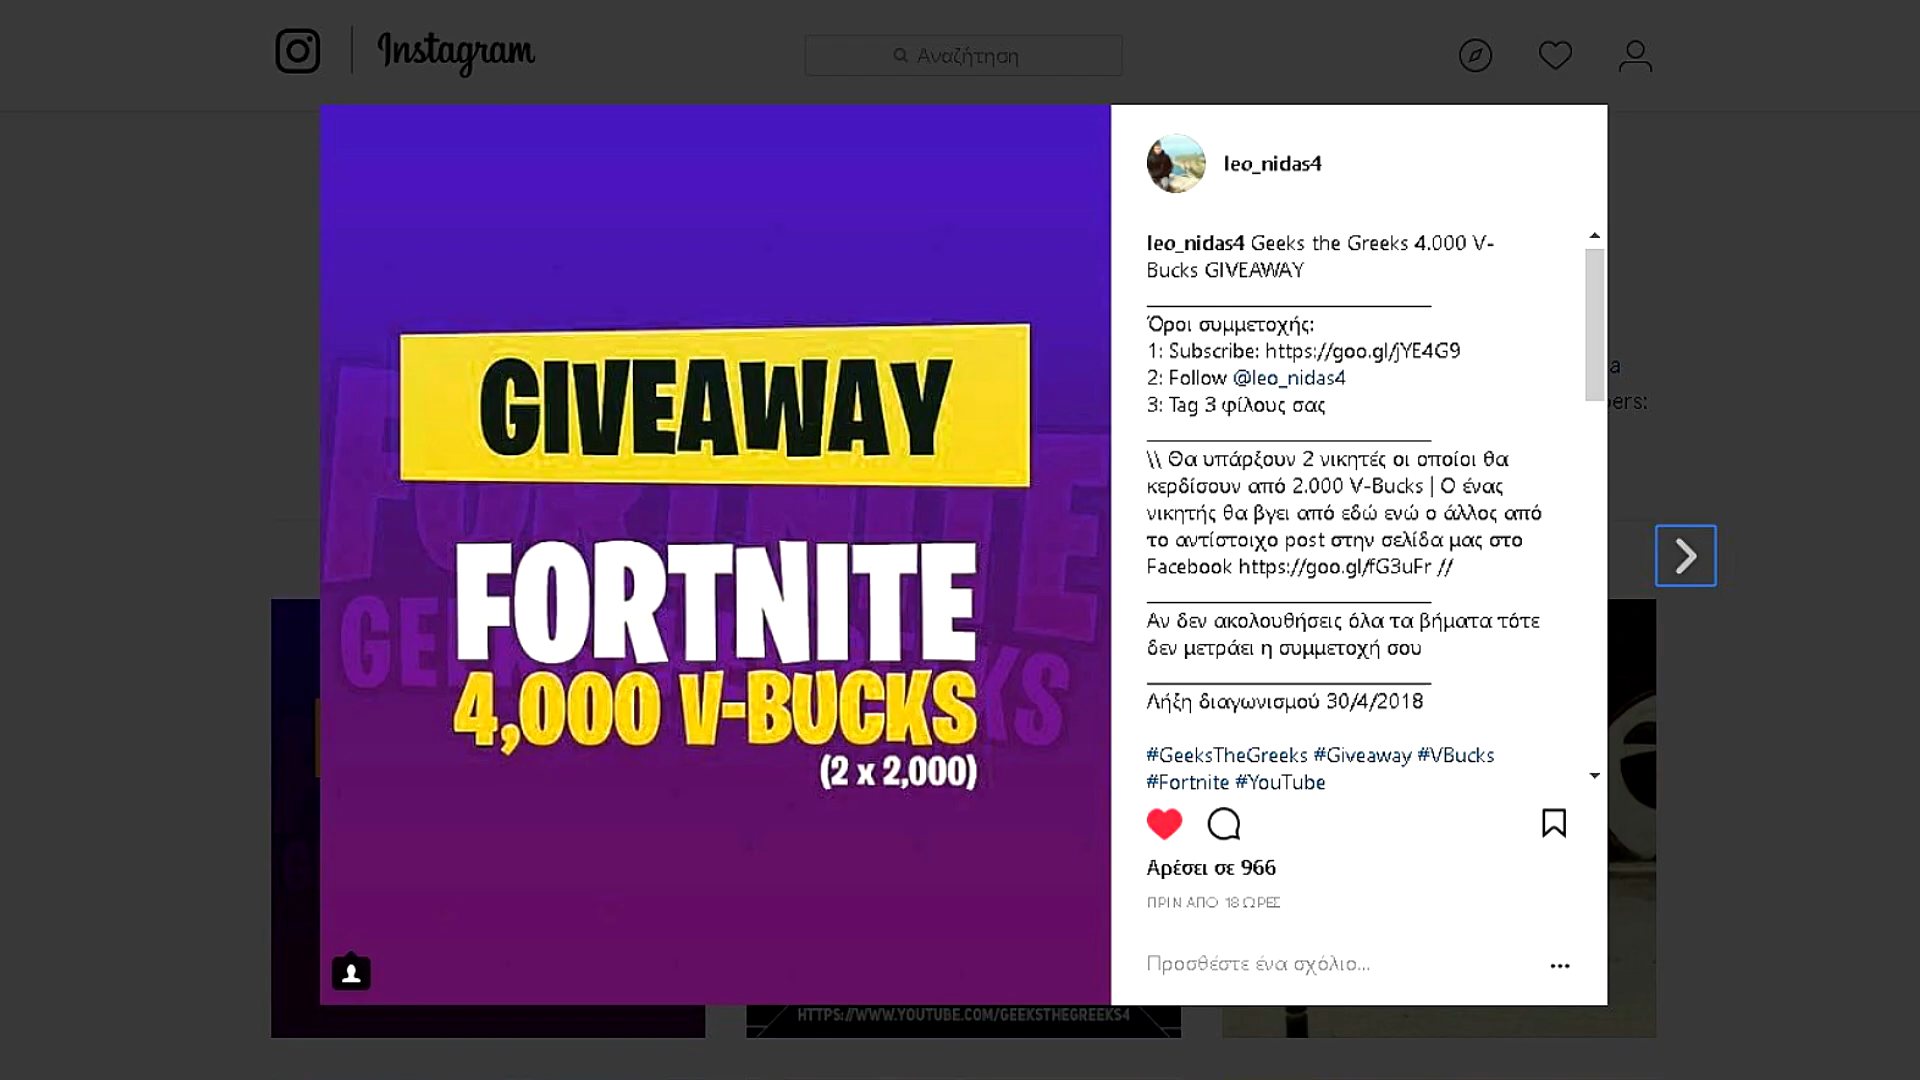 Instagram
Αναζήτηση
GIVEAWAY
FORTNITE
4,000 V-BUCKS
(2 x 2,000)
leo_nidas4
leo_nidas4 Geeks the Greeks 4.000 V-
Bucks GIVEAWAY
Όροι συμμετοχής:
1: Subscribe: https://goo.gl/jYE4G9
2: Follow @leo_nidas4
3: Tag 3 φίλους σας
\\ Θα υπάρξουν 2 νικητές οι οποίοι θα
κερδίσουν από 2.000 V-Bucks | Ο ένας
νικητής θα βγει από εδώ ενώ ο άλλος από
το αντίστοιχο post στην σελίδα μας στο
Facebook https://goo.gl/fG3uFr //
Αν δεν ακολουθήσεις όλα τα βήματα τότε
δεν μετράει η συμμετοχή σου
Λήξη διαγωνισμού 30/4/2018
#GeeksTheGreeks #Giveaway #VBucks
#Fortnite #YouTube
Αρέσει σε 966
ΠΡΙΝ ΑΠΌ 18 ΏΡΕΣ
Προσθέστε ένα σχόλιο...
HTTPS://WWW.YOUTUBE.COM/GEEKSTHEGREEKS4